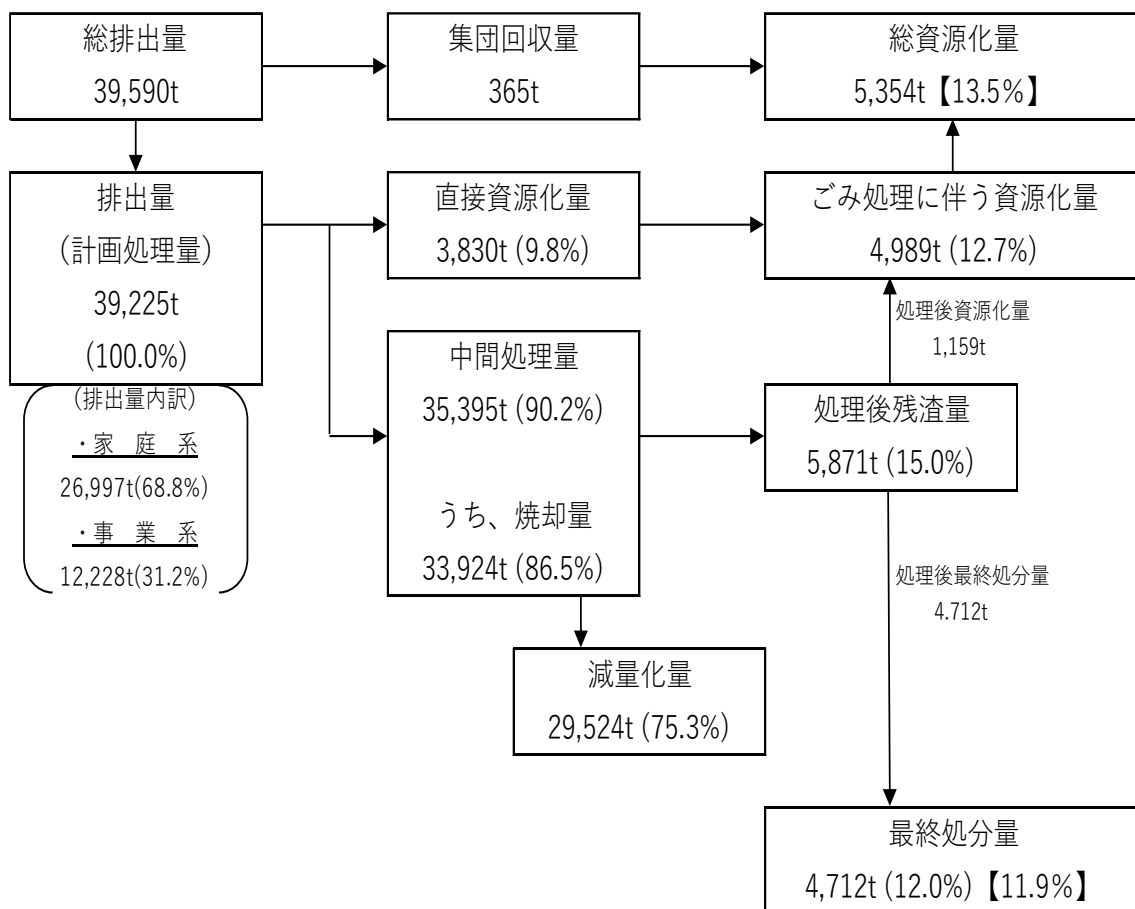 総排出量
39,590t
集団回収量
365t
総資源化量
5,354t【13.5%】
排出量
(計画処理量)
39,225t
(100.0%)
直接資源化量
3,830t (9.8%)
ごみ処理に伴う資源化量
4,989t (12.7%)
処理後資源化量
1,159t
(排出量内訳)
・家 庭 系
26,997t(68.8%)
・事 業 系
12,228t(31.2%)
中間処理量
35,395t (90.2%)
うち、焼却量
33,924t (86.5%)
処理後残渣量
5,871t (15.0%)
処理後最終処分量
4.712t
減量化量
29,524t (75.3%)
最終処分量
4,712t (12.0%)【11.9%】